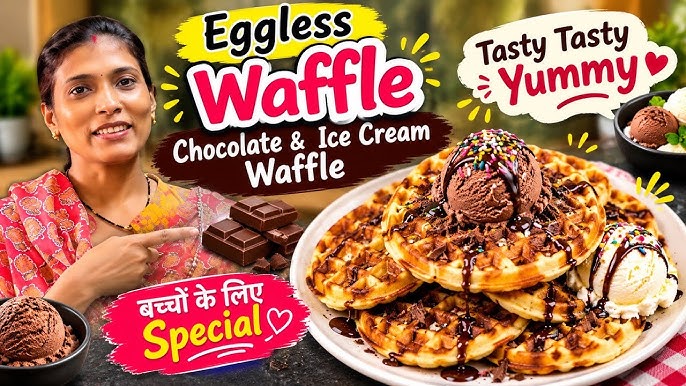 Eggless
Waffle
Chocolate & Ice Cream
Waffle
Tasty Tasty
Yummy
बच्चों के लिए
Special